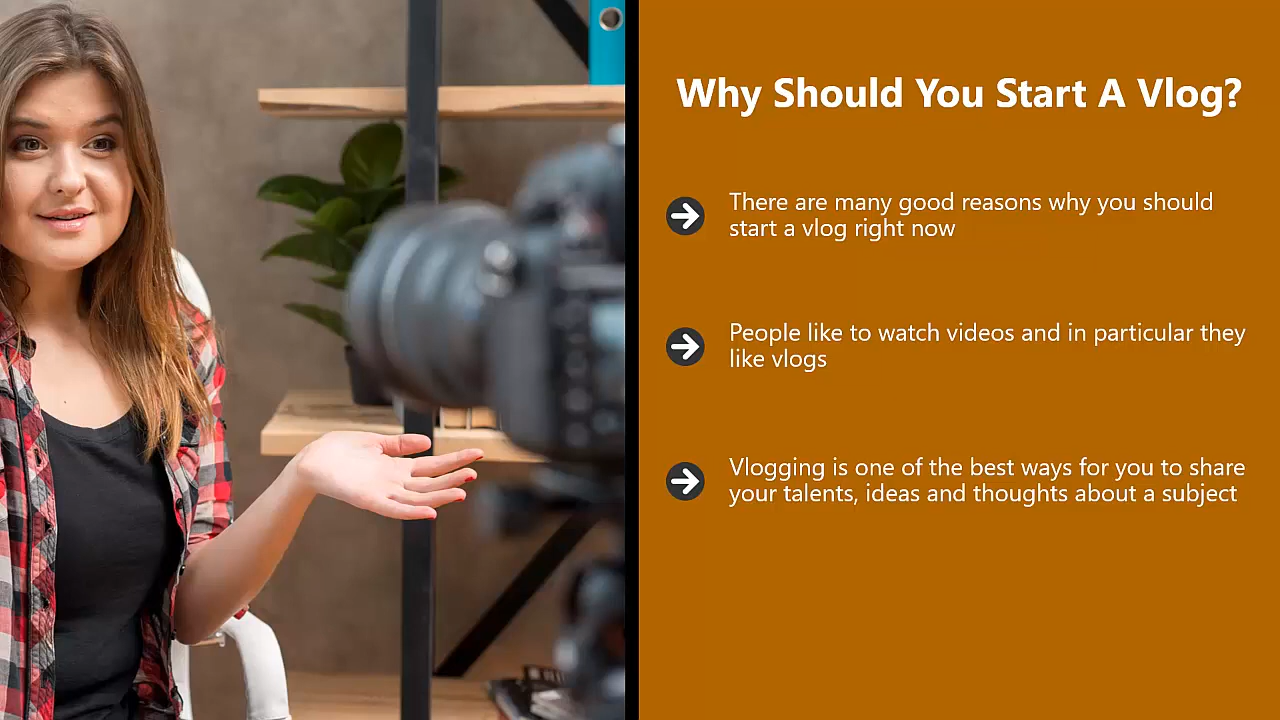 Why Should You Start A Vlog?
There are many good reasons why you should
start a vlog right now
People like to watch videos and in particular they
like vlogs
Vlogging is one of the best ways for you to share
your talents, ideas and thoughts about a subject